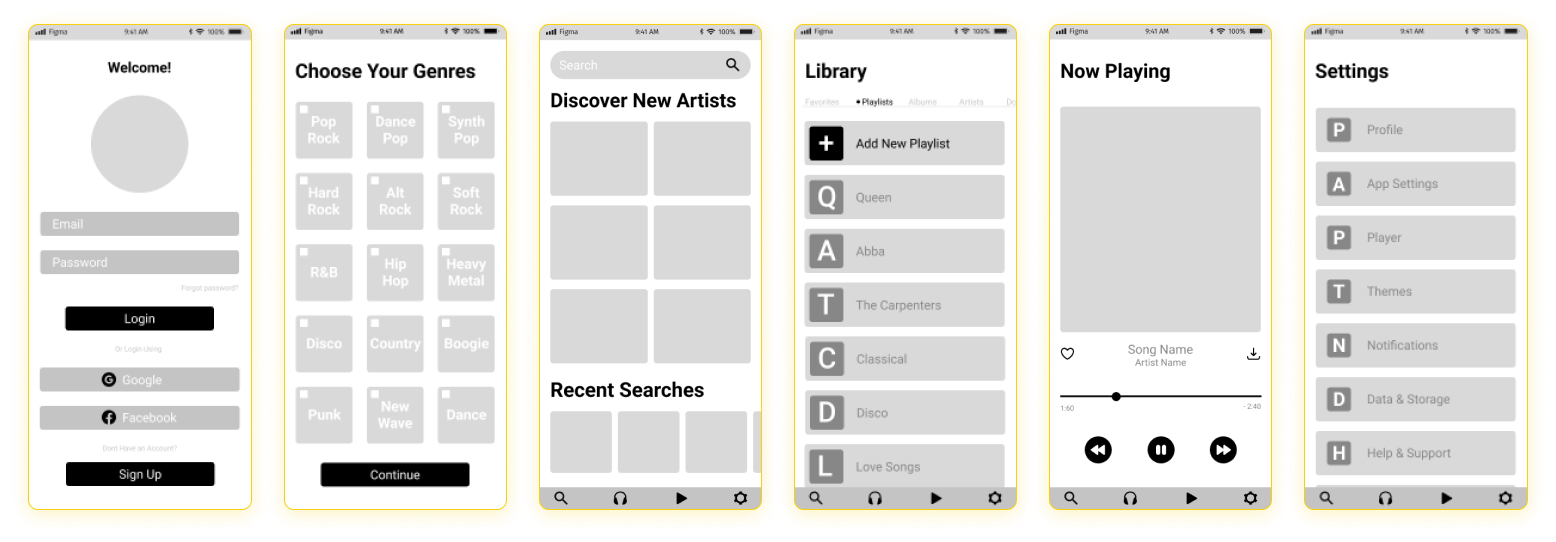 Figma 9:41 AM 100%
Welcome!
Email
Password
Forgot password?
Login
Or Login Using
G Google
f Facebook
Dont Have an Account?
Sign Up
Figma 9:41 AM 100%
Choose Your Genres
Pop Rock
Dance Pop
Synth Pop
Hard Rock
Alt Rock
Soft Rock
R&B
Hip Hop
Heavy Metal
Disco
Country
Boogie
Punk
New Wave
Dance
Continue
Figma 9:41 AM 100%
Search
Discover New Artists
Recent Searches
Figma 9:41 AM 100%
Library
Favorites • Playlists Albums Artists Do
+ Add New Playlist
Q Queen
A Abba
T The Carpenters
C Classical
D Disco
L Love Songs
Figma 9:41 AM 100%
Now Playing
Song Name
Artist Name
1:60 - 2:40
Figma 9:41 AM 100%
Settings
P Profile
A App Settings
P Player
T Themes
N Notifications
D Data & Storage
H Help & Support